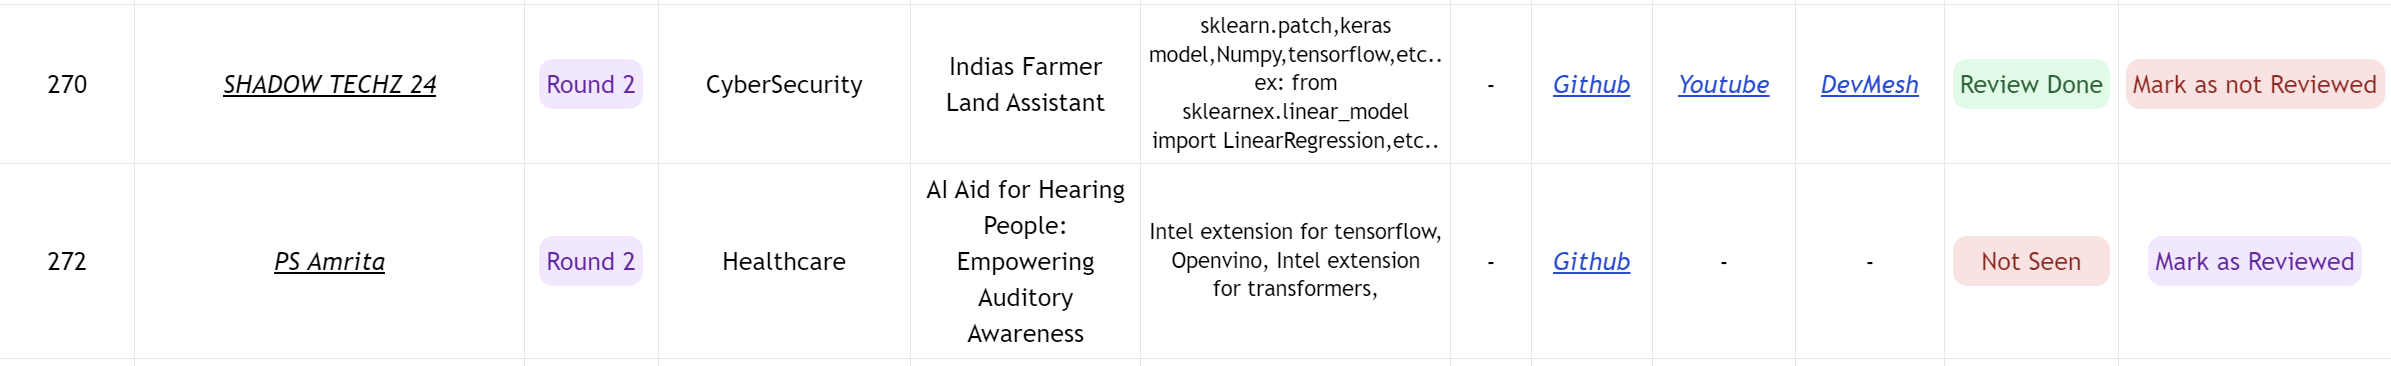 270
SHADOW TECHZ 24
Round 2
CyberSecurity
Indias Farmer
Land Assistant
sklearn.patch,keras
model,Numpy,tensorflow,etc..
ex: from
sklearnex.linear_model
import LinearRegression,etc..
-
Github
Youtube
DevMesh
Review Done
Mark as not Reviewed
272
PS Amrita
Round 2
Healthcare
AI Aid for Hearing
People:
Empowering
Auditory
Awareness
Intel extension for tensorflow,
Openvino, Intel extension
for transformers,
-
Github
-
-
Not Seen
Mark as Reviewed